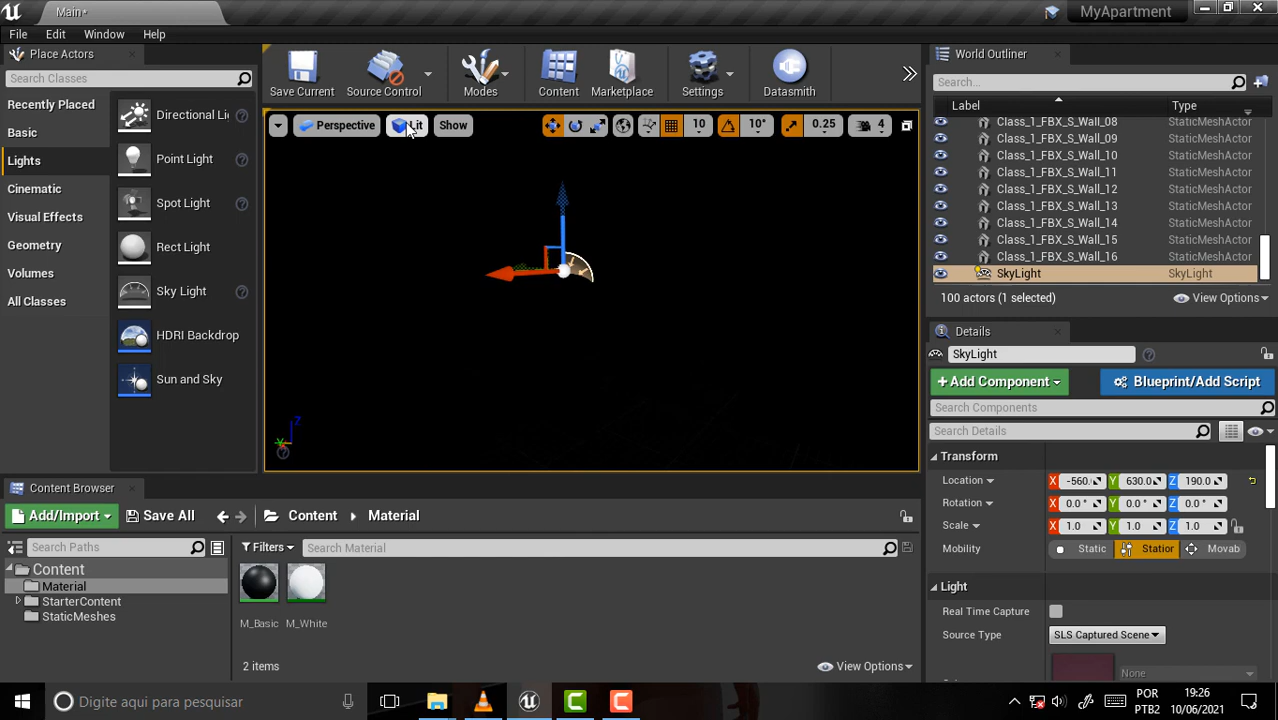 Main*
MyApartment
File Edit Window Help
Place Actors
Search Classes
Recently Placed
Basic
Lights
Cinematic
Visual Effects
Geometry
Volumes
All Classes
Directional Li
Point Light
Spot Light
Rect Light
Sky Light
HDRI Backdrop
Sun and Sky
Save Current
Source Control
Modes
Content
Marketplace
Settings
Datasmith
Perspective
Lit
Show
10
10°
0.25
4
Z
World Outliner
Search...
Label Type
Class_1_FBX_S_Wall_08 StaticMeshActor
Class_1_FBX_S_Wall_09 StaticMeshActor
Class_1_FBX_S_Wall_10 StaticMeshActor
Class_1_FBX_S_Wall_11 StaticMeshActor
Class_1_FBX_S_Wall_12 StaticMeshActor
Class_1_FBX_S_Wall_13 StaticMeshActor
Class_1_FBX_S_Wall_14 StaticMeshActor
Class_1_FBX_S_Wall_15 StaticMeshActor
Class_1_FBX_S_Wall_16 StaticMeshActor
SkyLight SkyLight
100 actors (1 selected)
View Options
Details
SkyLight
+Add Component
Blueprint/Add Script
Search Components
Search Details
Transform
Location X -560. Y 630.0 Z 190.0
Rotation X 0.0 ° Y 0.0 ° Z 0.0 °
Scale X 1.0 Y 1.0 Z 1.0
Mobility Static Statior Movab
Light
Real Time Capture
Source Type SLS Captured Scene
None
Content Browser
Add/Import
Save All
Content
Material
Search Paths
Filters
Search Material
Content
Material
StarterContent
StaticMeshes
M_Basic
M_White
2 items
View Options
Digite aqui para pesquisar
POR
PTB2
19:26
10/06/2021